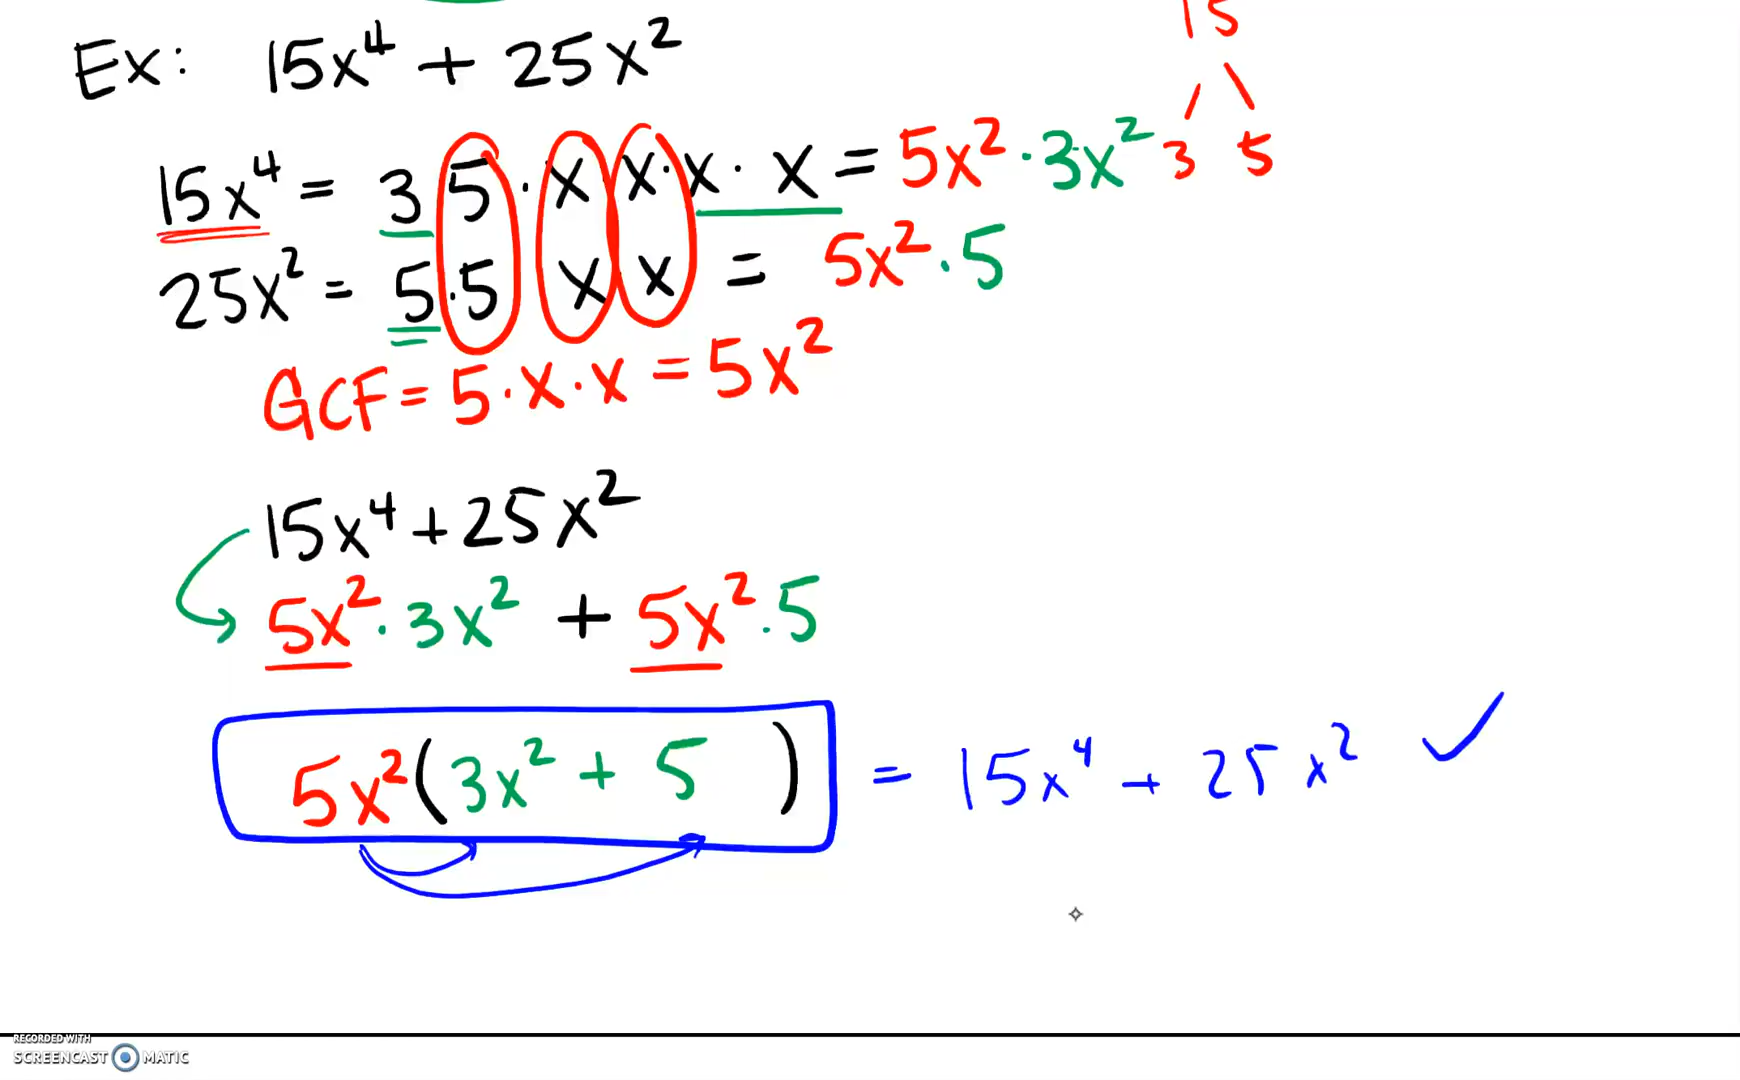 15
Ex: 15x⁴ + 25x²
3 5
15x⁴ = 3 5 · x x · x · x = 5x² · 3x²
25x² = 5 · 5 x x = 5x² · 5
GCF = 5 · x · x = 5x²
15x⁴ + 25x²
5x² · 3x² + 5x² · 5
5x² (3x² + 5) = 15x⁴ + 25x² ✓
RECORDED WITH
SCREENCAST MATIC